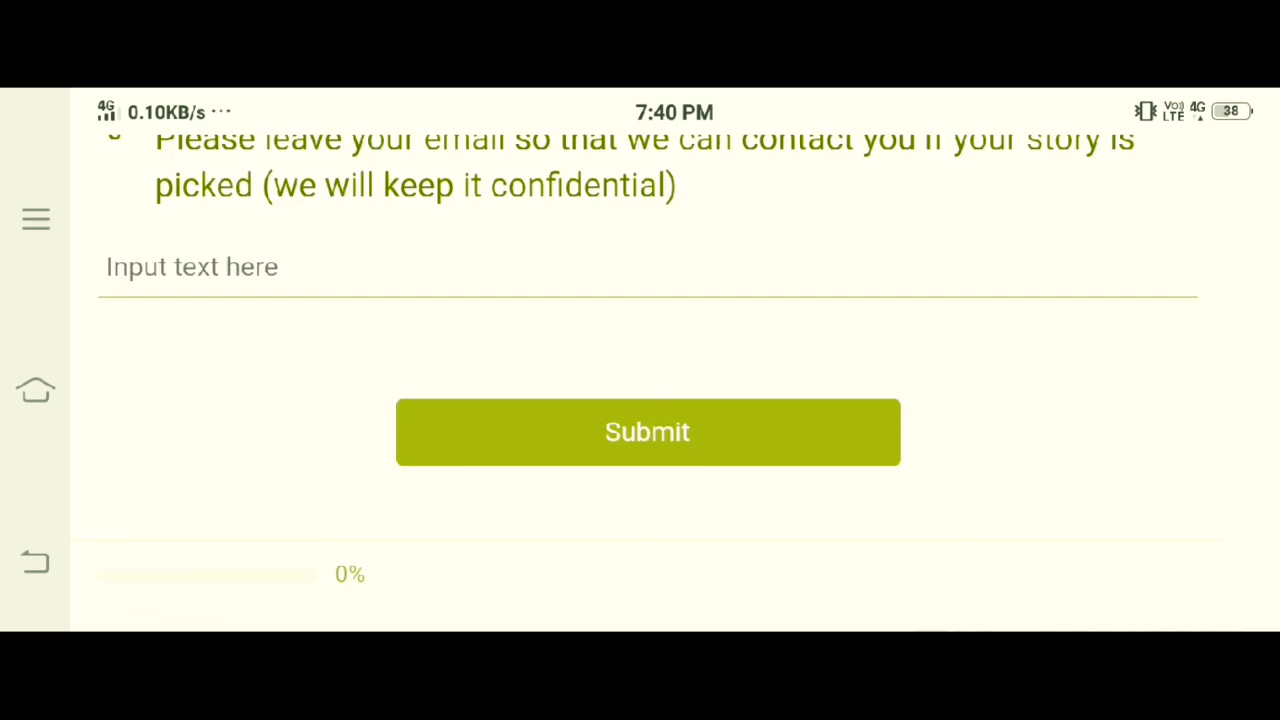 4G 0.10KB/s ... 7:40 PM Vo)) LTE 4G 38
Please leave your email so that we can contact you if your story is
picked (we will keep it confidential)
Input text here
Submit
0%